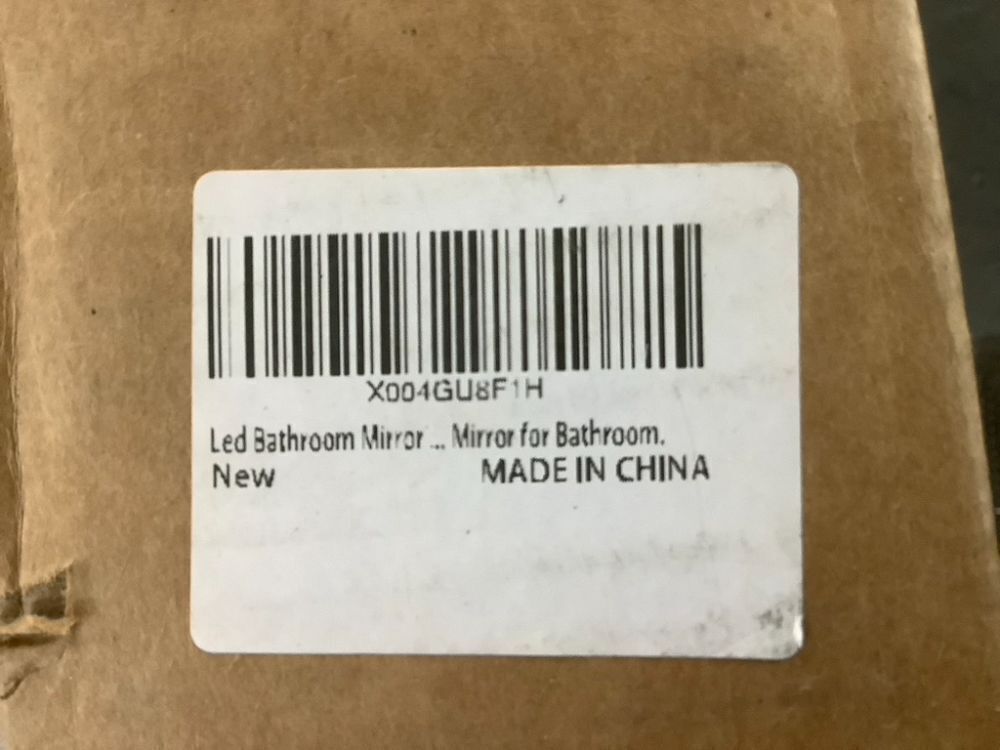 X004GU8F1H
Led Bathroom Mirror ... Mirror for Bathroom.
New MADE IN CHINA